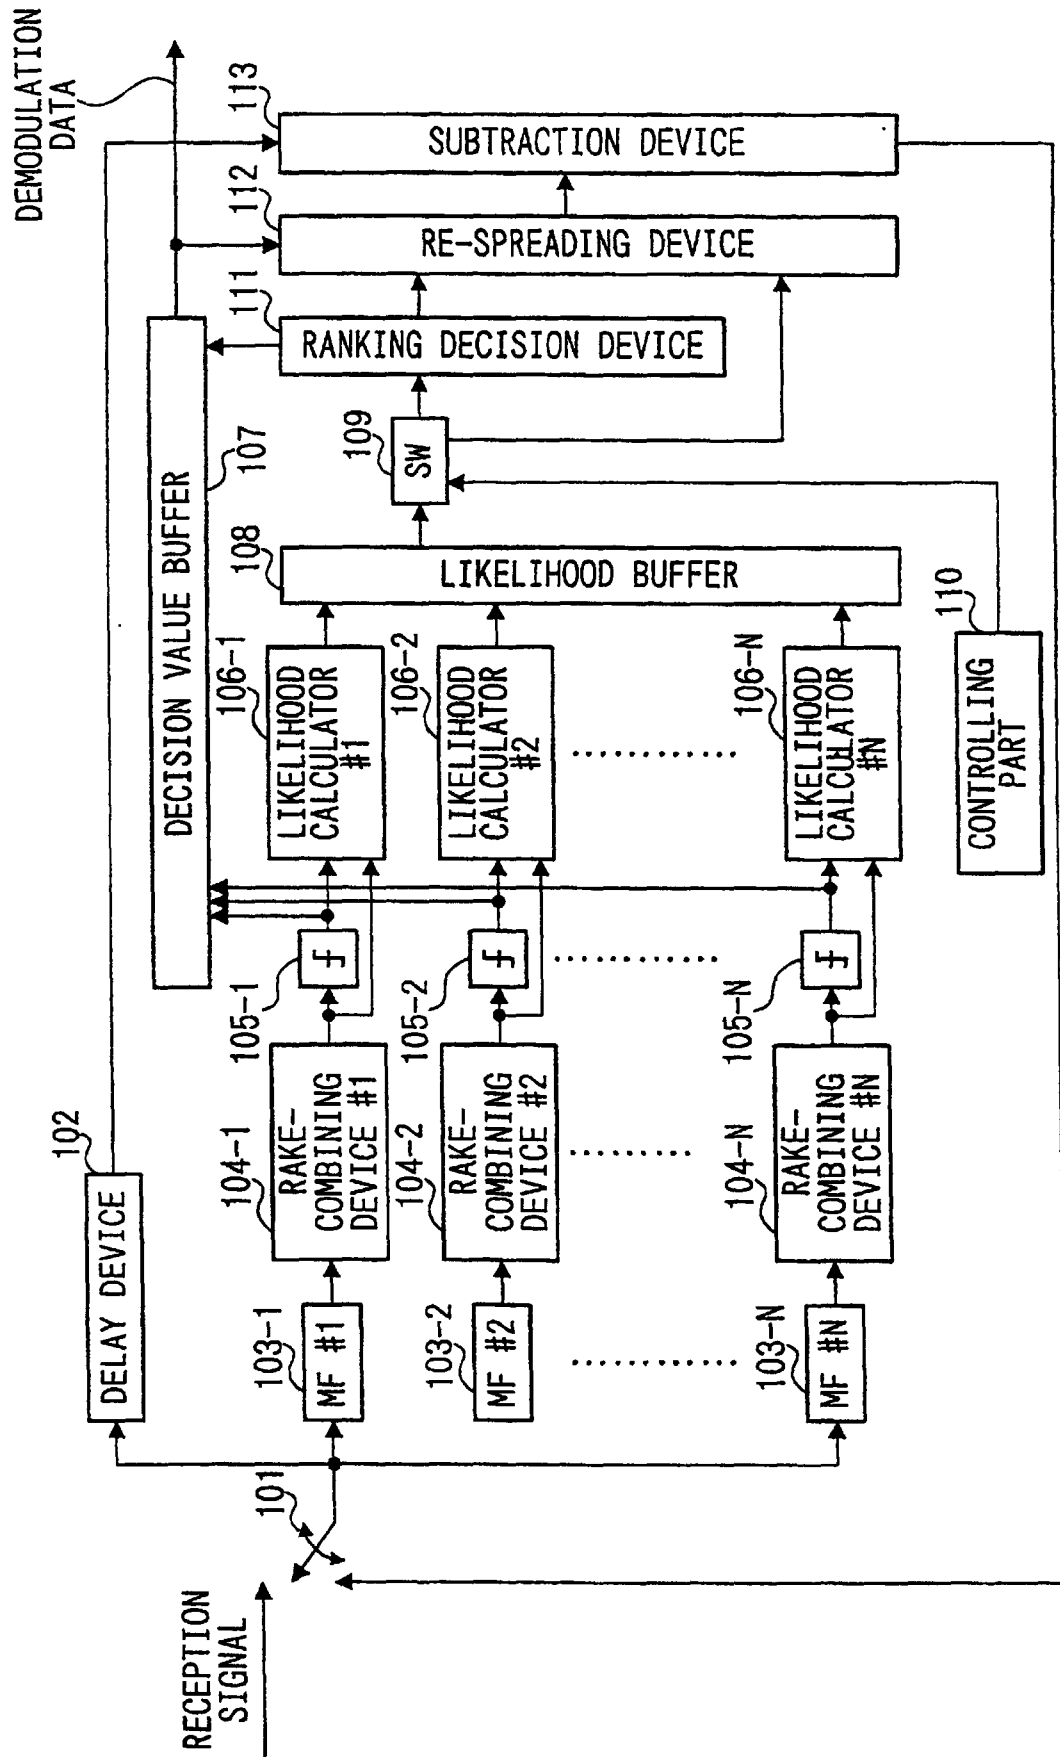 DEMODULATION
DATA
102
DELAY DEVICE
DECISION VALUE BUFFER
107
101
RECEPTION
SIGNAL
103-1
MF #1
104-1
RAKE-
COMBINING
DEVICE #1
105-1
106-1
LIKELIHOOD
CALCULATOR
#1
103-2
MF #2
104-2
RAKE-
COMBINING
DEVICE #2
105-2
106-2
LIKELIHOOD
CALCULATOR
#2
103-N
MF #N
104-N
RAKE-
COMBINING
DEVICE #N
105-N
106-N
LIKELIHOOD
CALCULATOR
#N
108
LIKELIHOOD BUFFER
109
SW
110
CONTROLLING
PART
111
RANKING DECISION DEVICE
112
RE-SPREADING DEVICE
113
SUBTRACTION DEVICE